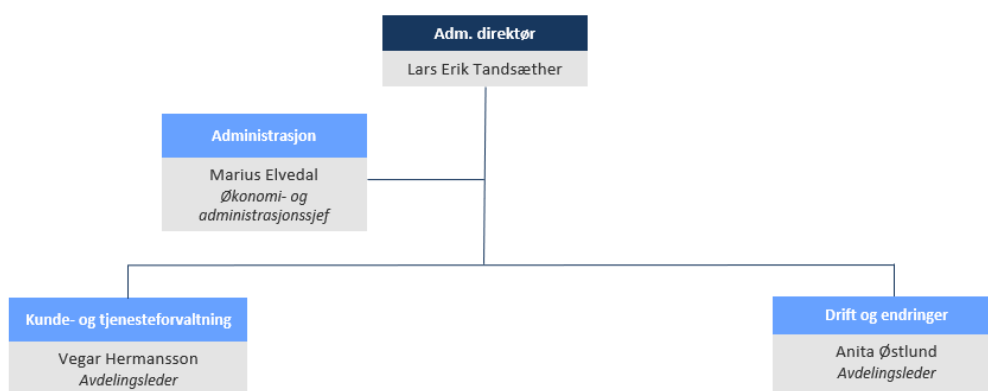 Adm. direktør
Lars Erik Tandsæther
Administrasjon
Marius Elvedal
Økonomi- og
administrasjonssjef
Kunde- og tjenesteforvaltning
Vegar Hermansson
Avdelingsleder
Drift og endringer
Anita Østlund
Avdelingsleder